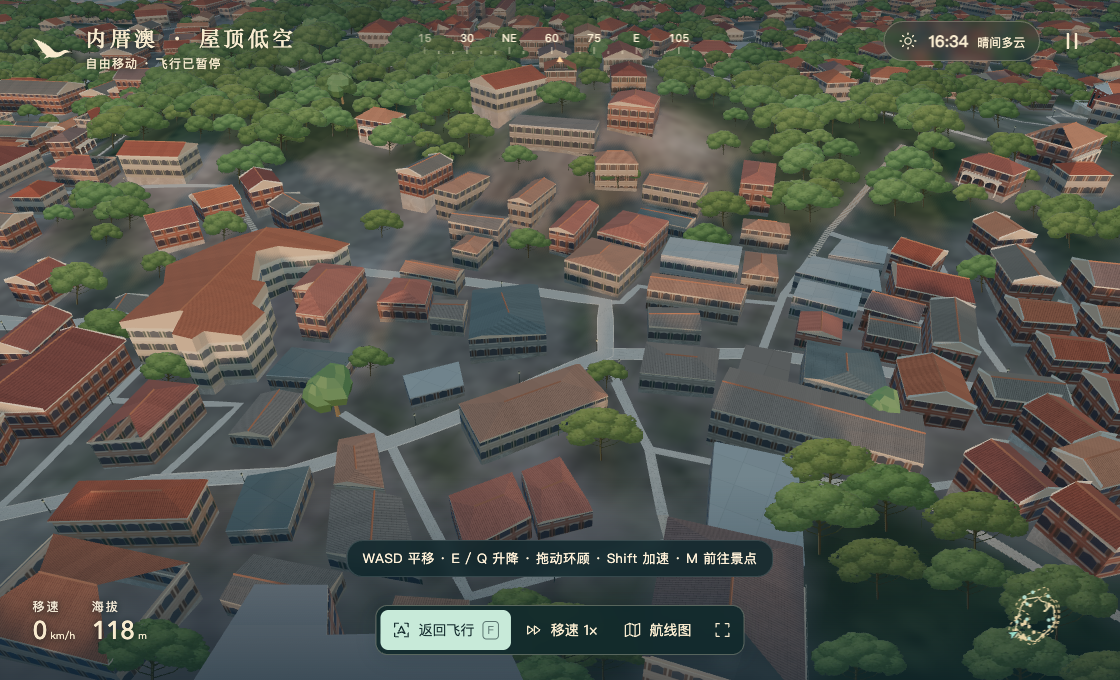 内厝澳 · 屋顶低空
自由移动 · 飞行已暂停
15 30 NE 60 75 E 105
16:34 晴间多云
WASD 平移 · E / Q 升降 · 拖动环顾 · Shift 加速 · M 前往景点
移速 海拔
0 km/h 118 m
返回飞行 F 移速 1× 航线图